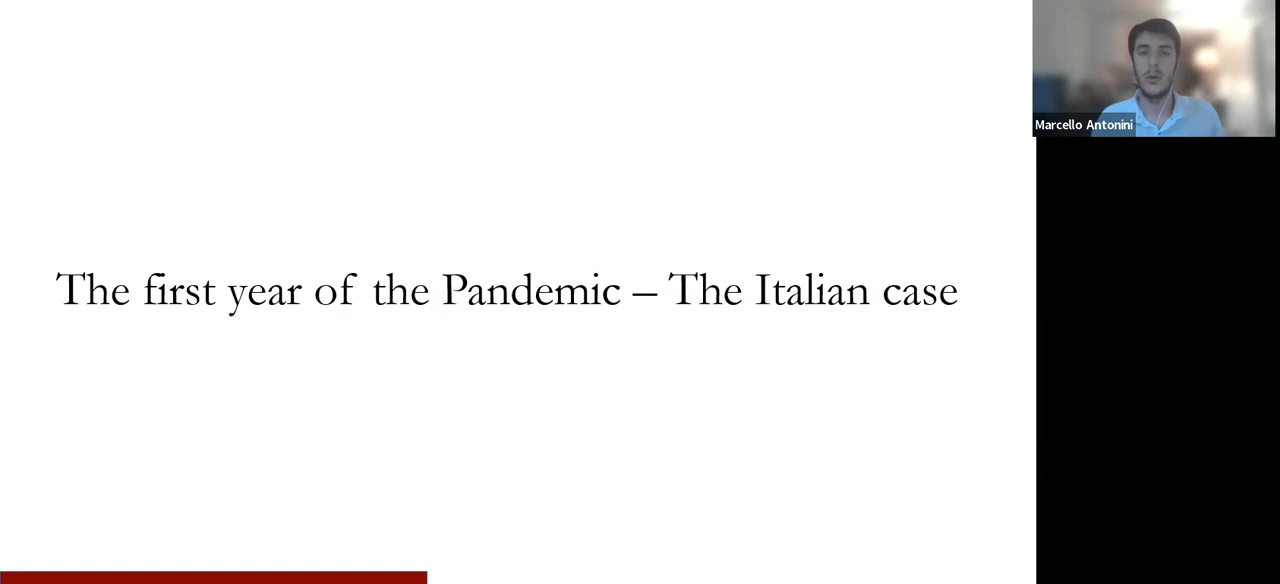 Marcello Antonini
The first year of the Pandemic – The Italian case